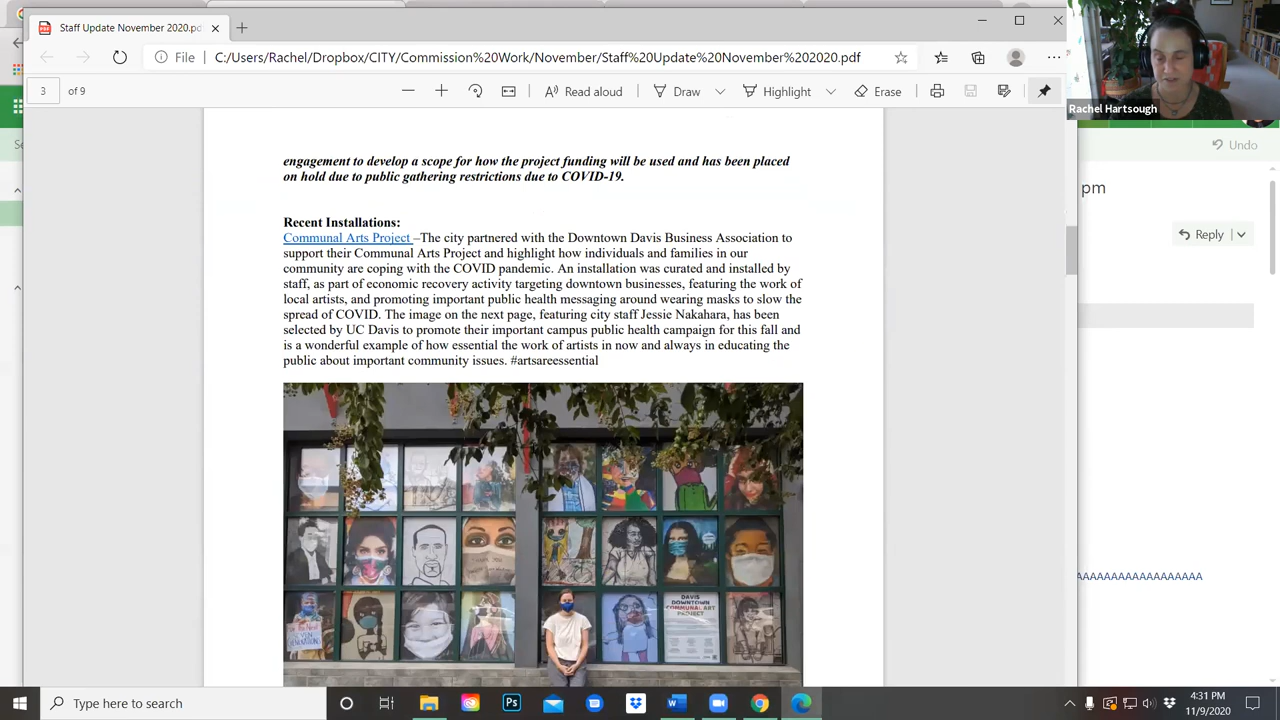 Staff Update November 2020.pd
File C:/Users/Rachel/Dropbox/CITY/Commission%20Work/November/Staff%20Update%20November%202020.pdf
3 of 9 Read aloud Draw Highlight Erase
Rachel Hartsough
Undo
pm
Reply
engagement to develop a scope for how the project funding will be used and has been placed
on hold due to public gathering restrictions due to COVID-19.
Recent Installations:
Communal Arts Project –The city partnered with the Downtown Davis Business Association to
support their Communal Arts Project and highlight how individuals and families in our
community are coping with the COVID pandemic. An installation was curated and installed by
staff, as part of economic recovery activity targeting downtown businesses, featuring the work of
local artists, and promoting important public health messaging around wearing masks to slow the
spread of COVID. The image on the next page, featuring city staff Jessie Nakahara, has been
selected by UC Davis to promote their important campus public health campaign for this fall and
is a wonderful example of how essential the work of artists in now and always in educating the
public about important community issues. #artsareessential
AAAAAAAAAAAAAAAAAA
DAVIS
DOWNTOWN
COMMUNAL ART
PROJECT
Type here to search
4:31 PM
11/9/2020